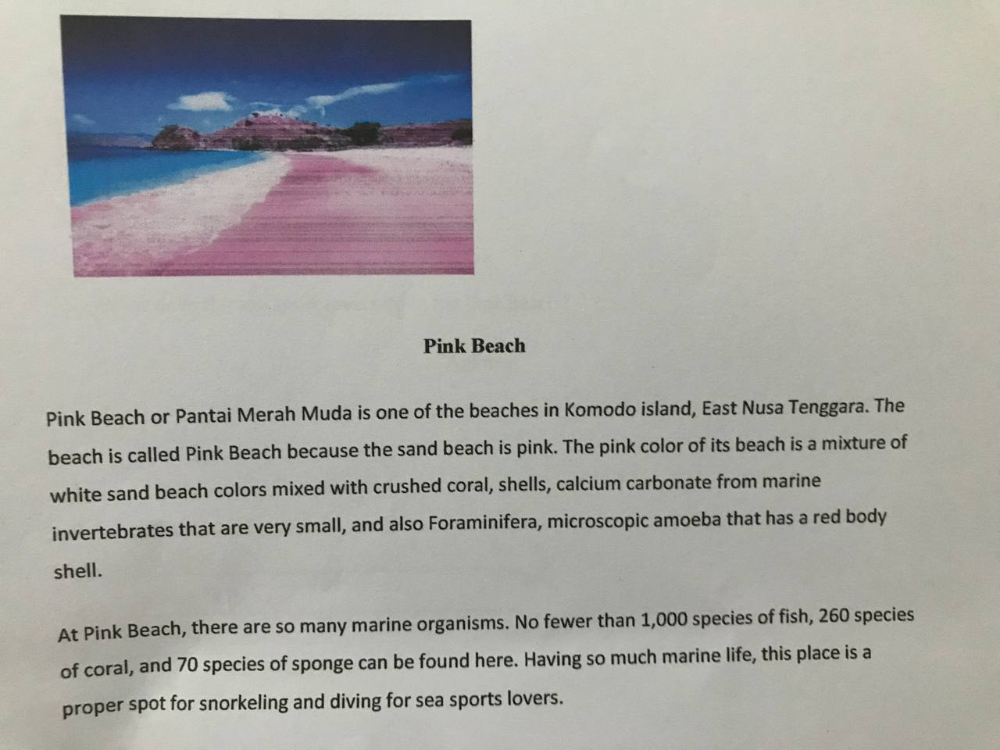 Pink Beach
Pink Beach or Pantai Merah Muda is one of the beaches in Komodo island, East Nusa Tenggara. The
beach is called Pink Beach because the sand beach is pink. The pink color of its beach is a mixture of
white sand beach colors mixed with crushed coral, shells, calcium carbonate from marine
invertebrates that are very small, and also Foraminifera, microscopic amoeba that has a red body
shell.
At Pink Beach, there are so many marine organisms. No fewer than 1,000 species of fish, 260 species
of coral, and 70 species of sponge can be found here. Having so much marine life, this place is a
proper spot for snorkeling and diving for sea sports lovers.